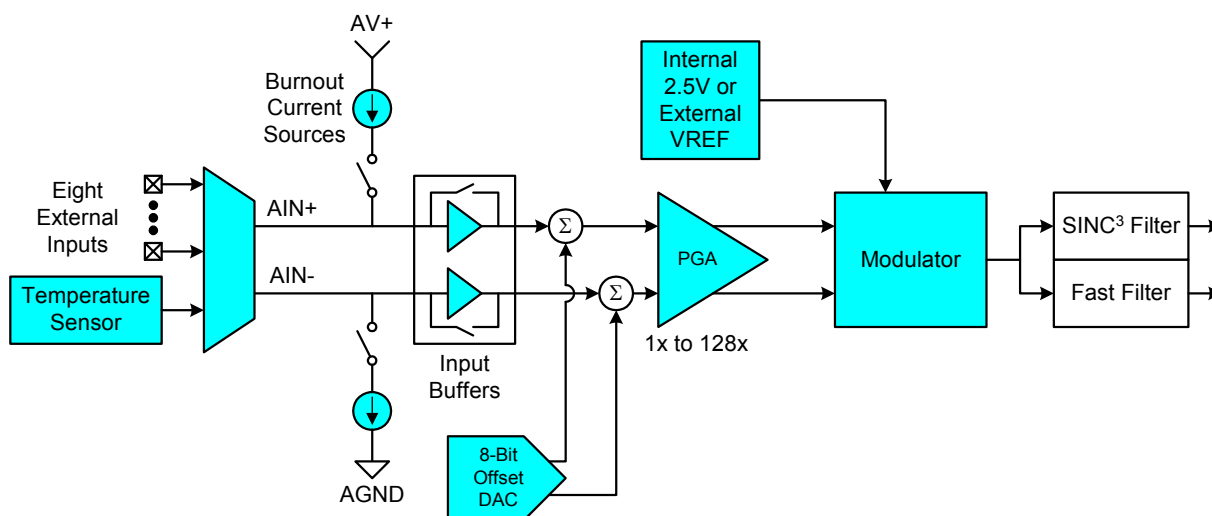 AV+
Burnout
Current
Sources
Internal
2.5V or
External
VREF
Eight
External
Inputs
AIN+
Σ
SINC³ Filter
PGA
Modulator
AIN-
Σ
Fast Filter
Temperature
Sensor
1x to 128x
Input
Buffers
8-Bit
Offset
DAC
AGND